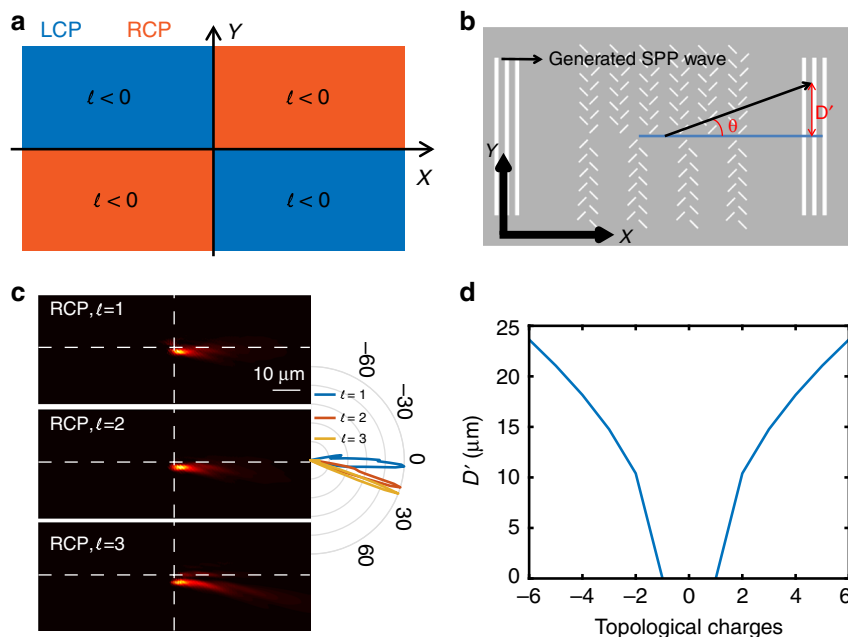 a
LCP RCP Y
ℓ < 0 ℓ < 0
X
ℓ < 0 ℓ < 0
b
Generated SPP wave
θ D′
Y
X
c
RCP, ℓ=1
10 μm
RCP, ℓ=2
RCP, ℓ=3
–60
–30
0
30
60
ℓ = 1
ℓ = 2
ℓ = 3
d
25
20
15
10
5
0
D′ (μm)
–6 –4 –2 0 2 4 6
Topological charges